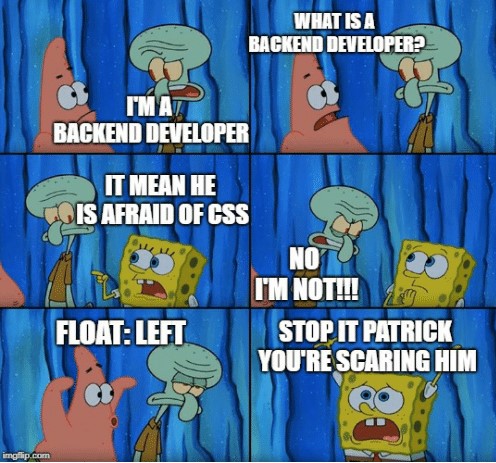 I'M A
BACKEND DEVELOPER
WHAT IS A
BACKEND DEVELOPER?
IT MEAN HE
IS AFRAID OF CSS
NO
I'M NOT!!!
FLOAT: LEFT
STOP IT PATRICK
YOU'RE SCARING HIM
imgflip.com